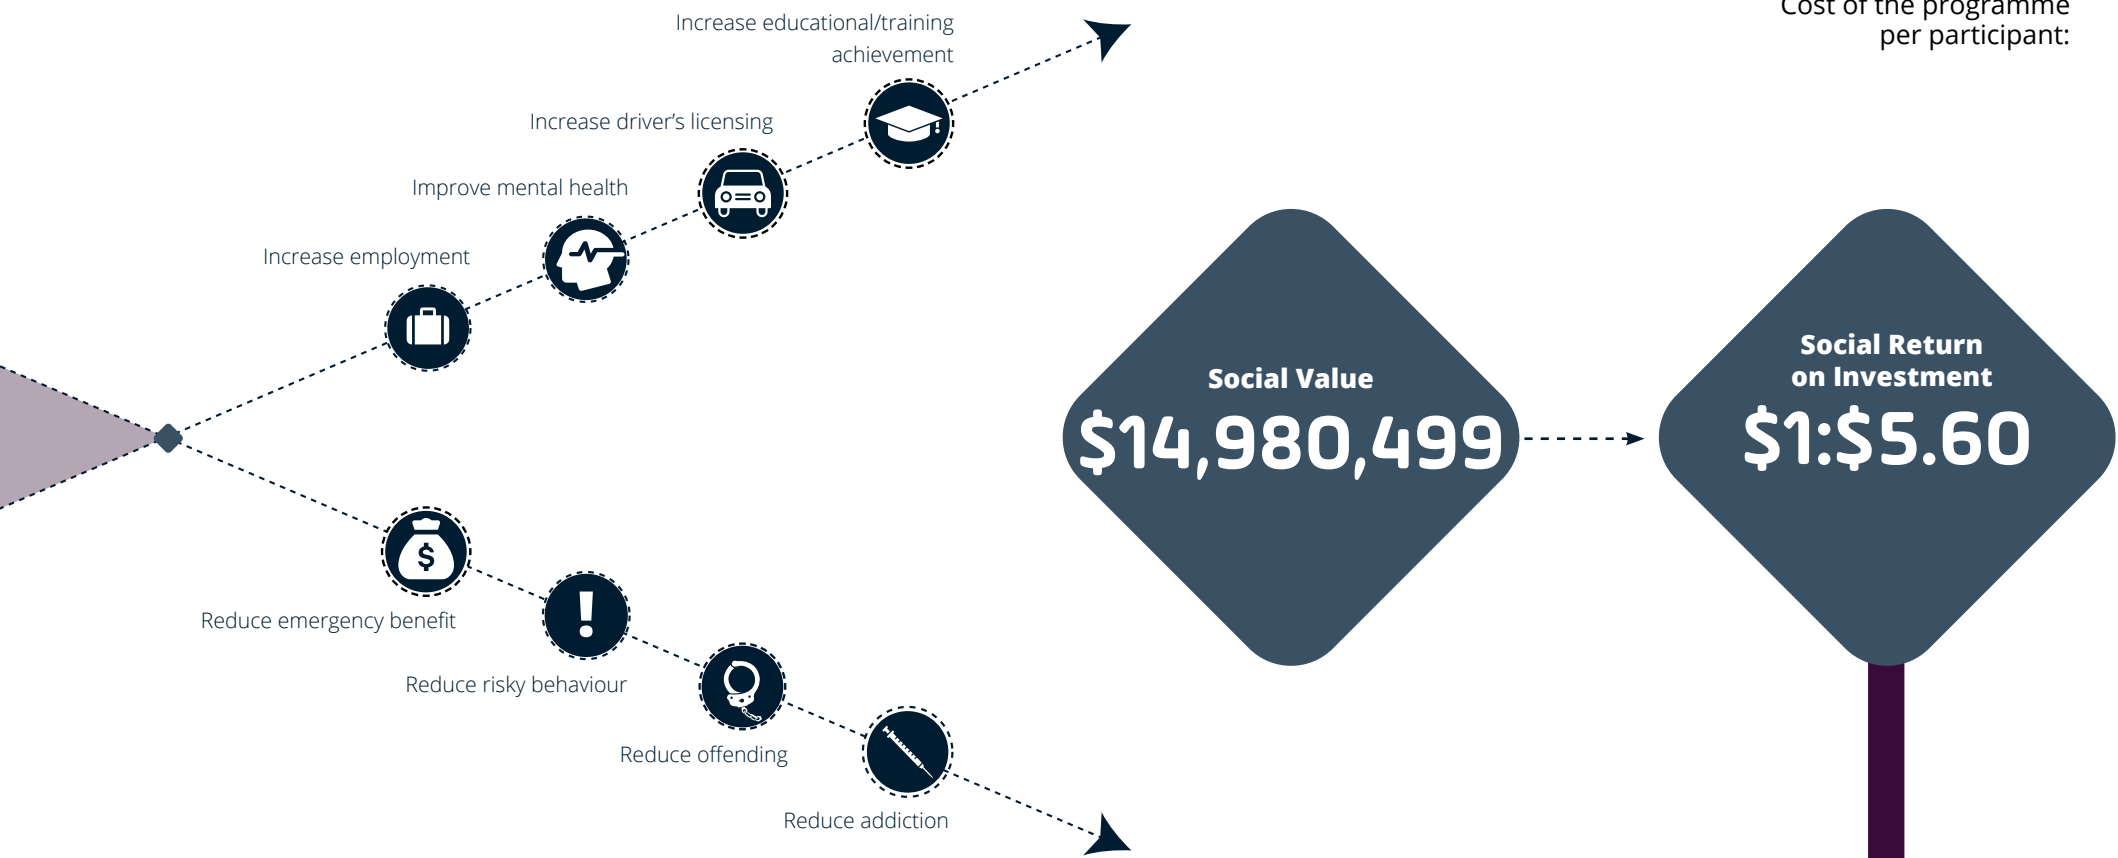 Increase educational/training
achievement
Increase driver’s licensing
Improve mental health
Increase employment
Reduce emergency benefit
Reduce risky behaviour
Reduce offending
Reduce addiction
Social Value
$14,980,499
Cost of the programme
per participant:
Social Return
on Investment
$1:$5.60
$
!